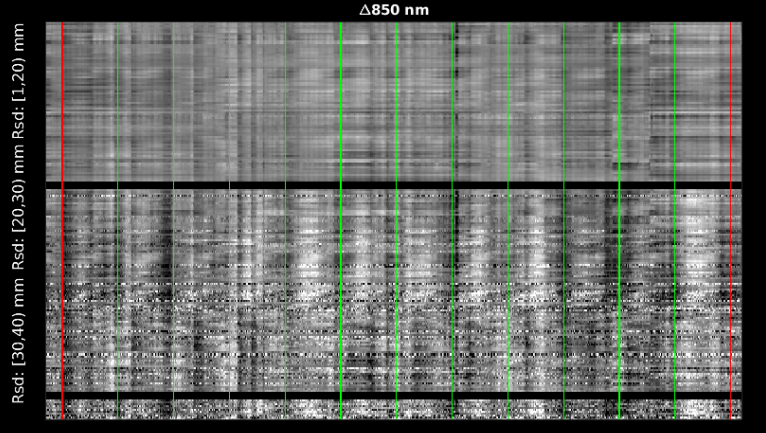 Δ850 nm
Rsd: [1,20) mm
Rsd: [20,30) mm
Rsd: [30,40) mm